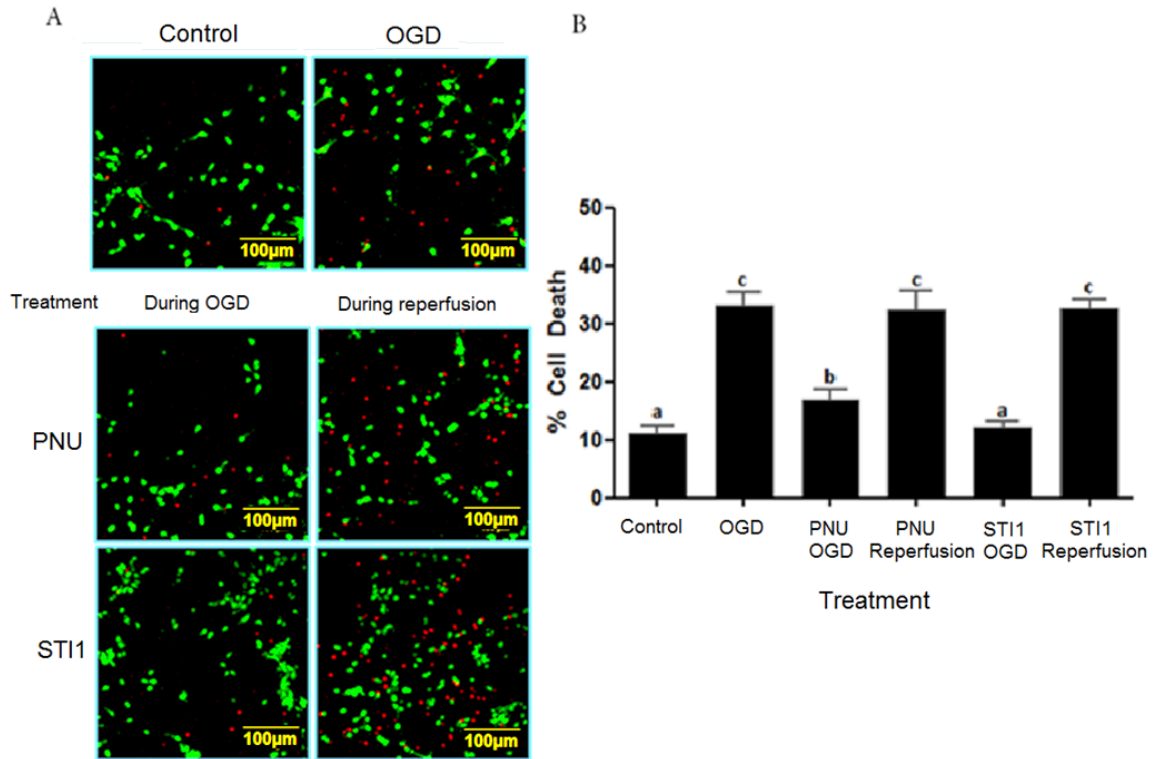 A
Control
OGD
100µm
100µm
Treatment
During OGD
During reperfusion
PNU
100µm
100µm
STI1
100µm
100µm
B
% Cell Death
50
40
30
20
10
0
a
c
b
c
a
c
Control
OGD
PNU
OGD
PNU
Reperfusion
STI1
OGD
STI1
Reperfusion
Treatment